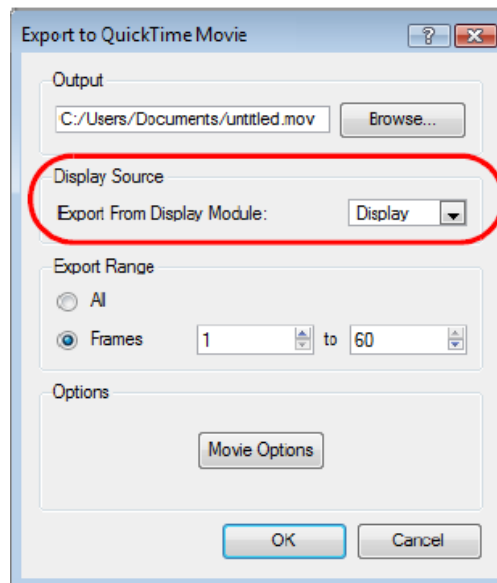 Export to QuickTime Movie
Output
C:/Users/Documents/untitled.mov Browse...
Display Source
Export From Display Module: Display
Export Range
All
Frames 1 to 60
Options
Movie Options
OK Cancel